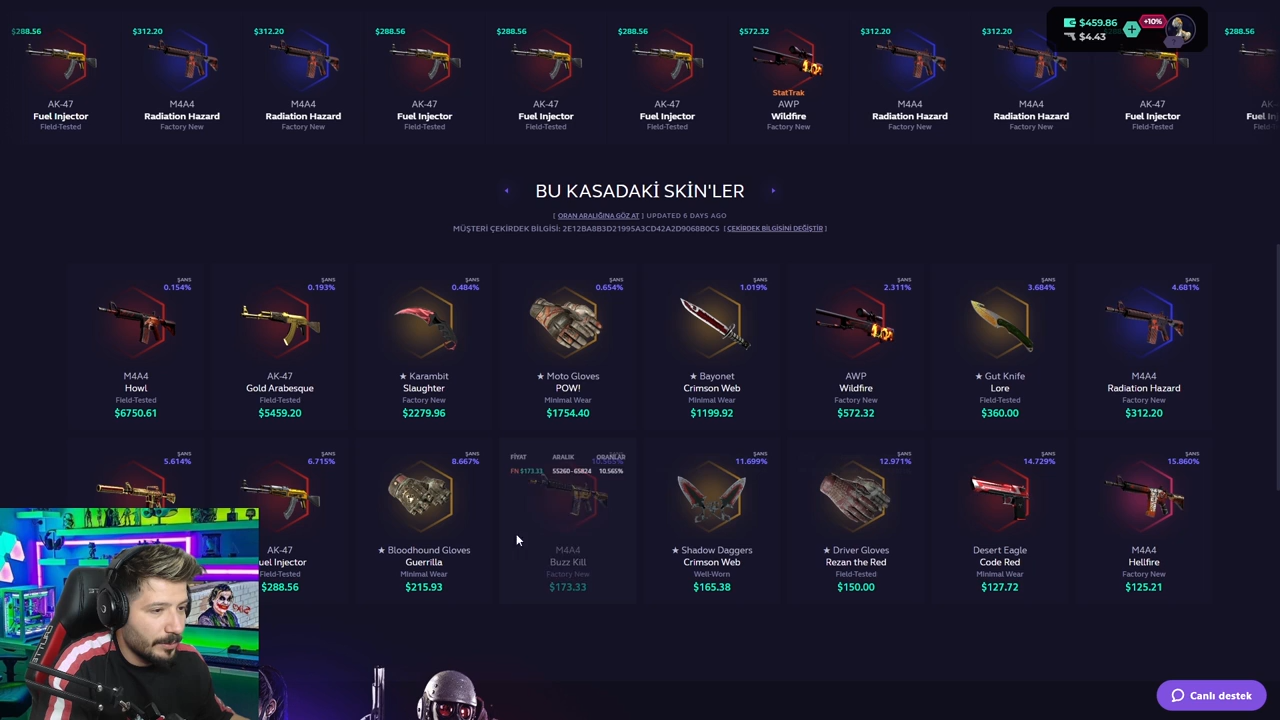 $288.56
$312.20
$312.20
$288.56
$288.56
$288.56
$572.32
$312.20
$312.20
$288.56
$459.86
+10%
$4.43
AK-47
Fuel Injector
Field-Tested
M4A4
Radiation Hazard
Factory New
M4A4
Radiation Hazard
Factory New
AK-47
Fuel Injector
Field-Tested
AK-47
Fuel Injector
Field-Tested
AK-47
Fuel Injector
Field-Tested
StatTrak
AWP
Wildfire
Factory New
M4A4
Radiation Hazard
Factory New
M4A4
Radiation Hazard
Factory New
AK-47
Fuel Injector
Field-Tested
BU KASADAKİ SKİN'LER
[ ORAN ARALIĞINA GÖZ AT ] UPDATED 6 DAYS AGO
MÜŞTERİ ÇEKİRDEK BİLGİSİ: 2E12BA8B3D21995A3CD42A2D9068B0C5 [ ÇEKİRDEK BİLGİSİNİ DEĞİŞTİR ]
ŞANS
0.154%
M4A4
Howl
Field-Tested
$6750.61
ŞANS
0.193%
AK-47
Gold Arabesque
Field-Tested
$5459.20
ŞANS
0.484%
★ Karambit
Slaughter
Factory New
$2279.96
ŞANS
0.654%
★ Moto Gloves
POW!
Minimal Wear
$1754.40
ŞANS
1.019%
★ Bayonet
Crimson Web
Minimal Wear
$1199.92
ŞANS
2.311%
AWP
Wildfire
Factory New
$572.32
ŞANS
3.684%
★ Gut Knife
Lore
Field-Tested
$360.00
ŞANS
4.681%
M4A4
Radiation Hazard
Factory New
$312.20
ŞANS
5.614%
ŞANS
6.715%
AK-47
uel Injector
Field-Tested
$288.56
ŞANS
8.667%
★ Bloodhound Gloves
Guerrilla
Minimal Wear
$215.93
FİYAT ARALIK ORANLAR
FN $173.33 55260 - 65824 10.565%
M4A4
Buzz Kill
Factory New
$173.33
ŞANS
11.699%
★ Shadow Daggers
Crimson Web
Well-Worn
$165.38
ŞANS
12.971%
★ Driver Gloves
Rezan the Red
Field-Tested
$150.00
ŞANS
14.729%
Desert Eagle
Code Red
Minimal Wear
$127.72
ŞANS
15.860%
M4A4
Hellfire
Factory New
$125.21
Canlı destek